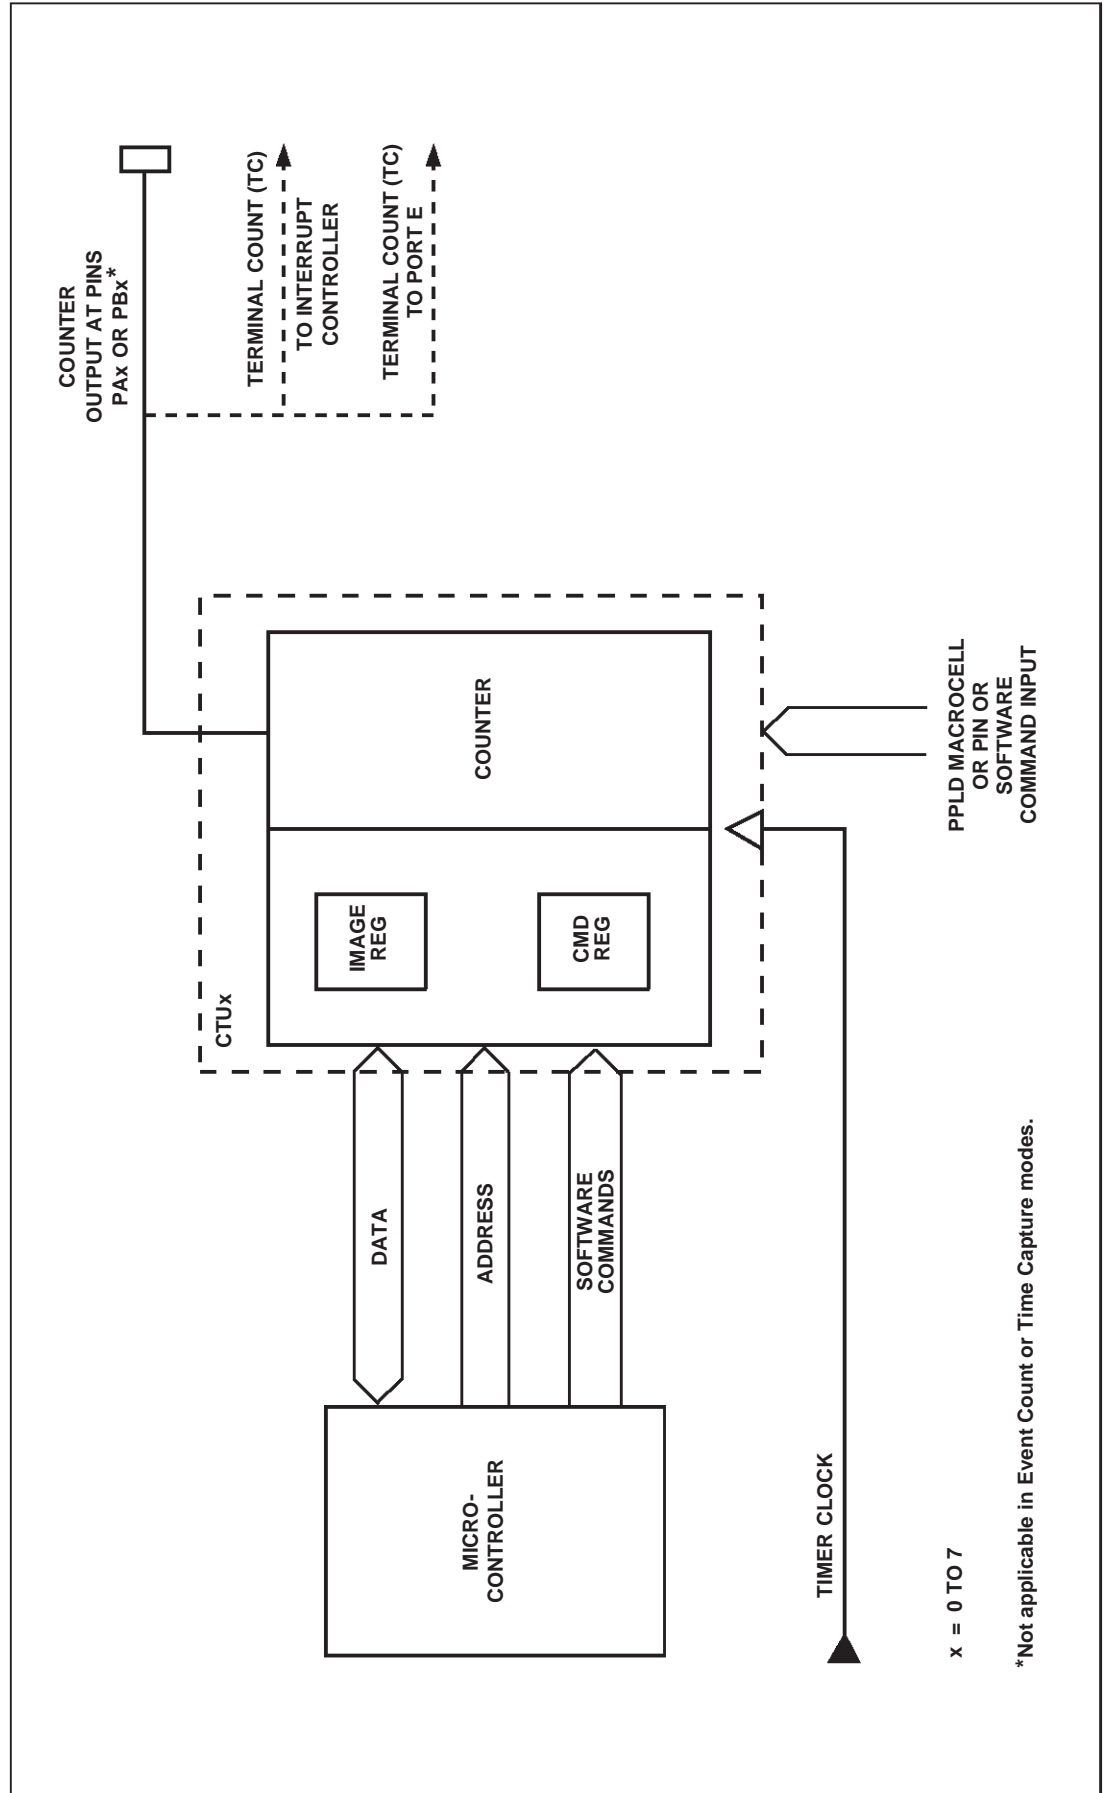 COUNTER
OUTPUT AT PINS
PAx OR PBx*
TERMINAL COUNT (TC)
TO INTERRUPT
CONTROLLER
TERMINAL COUNT (TC)
TO PORT E
CTUx
IMAGE
REG
CMD
REG
COUNTER
DATA
ADDRESS
SOFTWARE
COMMANDS
MICRO-
CONTROLLER
PPLD MACROCELL
OR PIN OR
SOFTWARE
COMMAND INPUT
TIMER CLOCK
x = 0 TO 7
*Not applicable in Event Count or Time Capture modes.